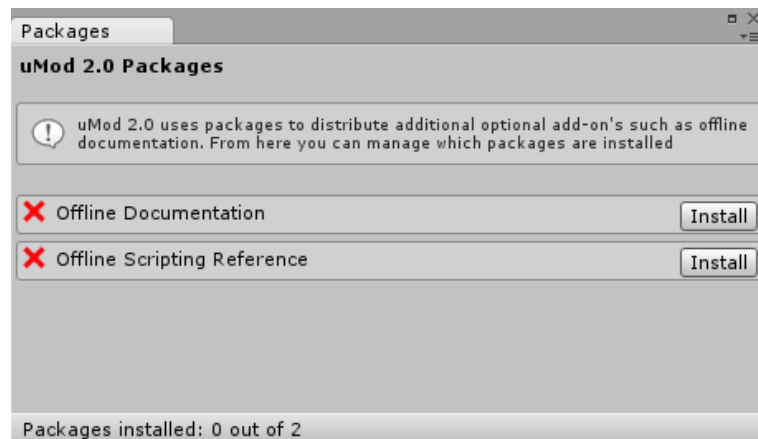 Packages
uMod 2.0 Packages
uMod 2.0 uses packages to distribute additional optional add-on's such as offline
documentation. From here you can manage which packages are installed
Offline Documentation
Install
Offline Scripting Reference
Install
Packages installed: 0 out of 2